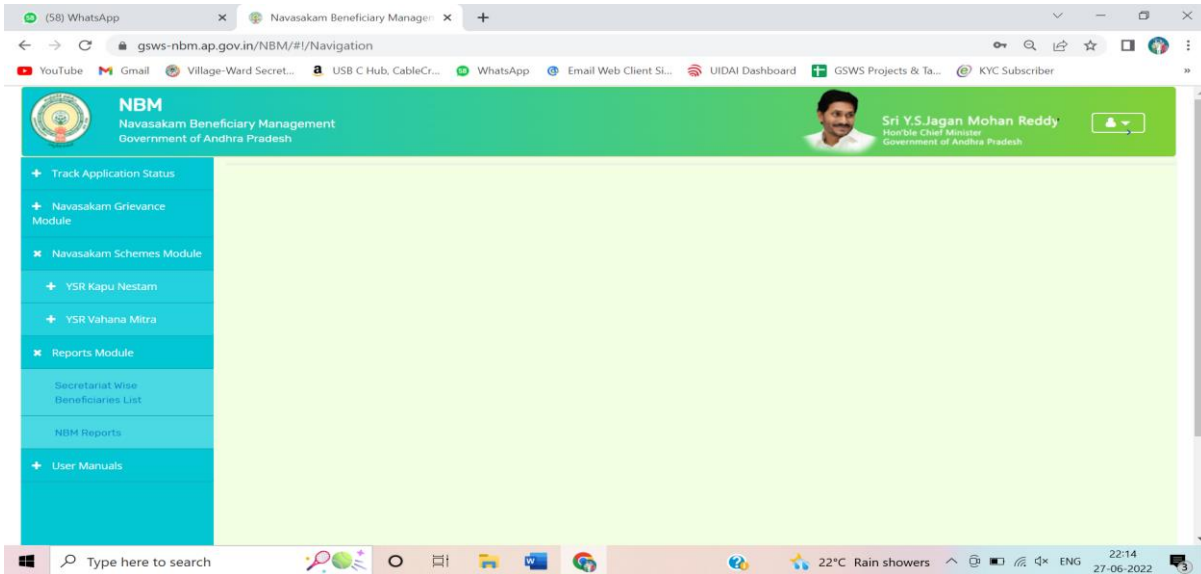 (58) WhatsApp
Navasakam Beneficiary Managem
gsws-nbm.ap.gov.in/NBM/#!/Navigation
YouTube Gmail Village-Ward Secret... USB C Hub, CableCr... WhatsApp Email Web Client Si... UIDAI Dashboard GSWS Projects & Ta... KYC Subscriber
NBM
Navasakam Beneficiary Management
Government of Andhra Pradesh
Sri Y.S.Jagan Mohan Reddy
Hon'ble Chief Minister
Government of Andhra Pradesh
Track Application Status
Navasakam Grievance
Module
Navasakam Schemes Module
YSR Kapu Nestam
YSR Vahana Mitra
Reports Module
Secretariat Wise
Beneficiaries List
NBM Reports
User Manuals
Type here to search
22°C Rain showers
ENG
22:14
27-06-2022
3